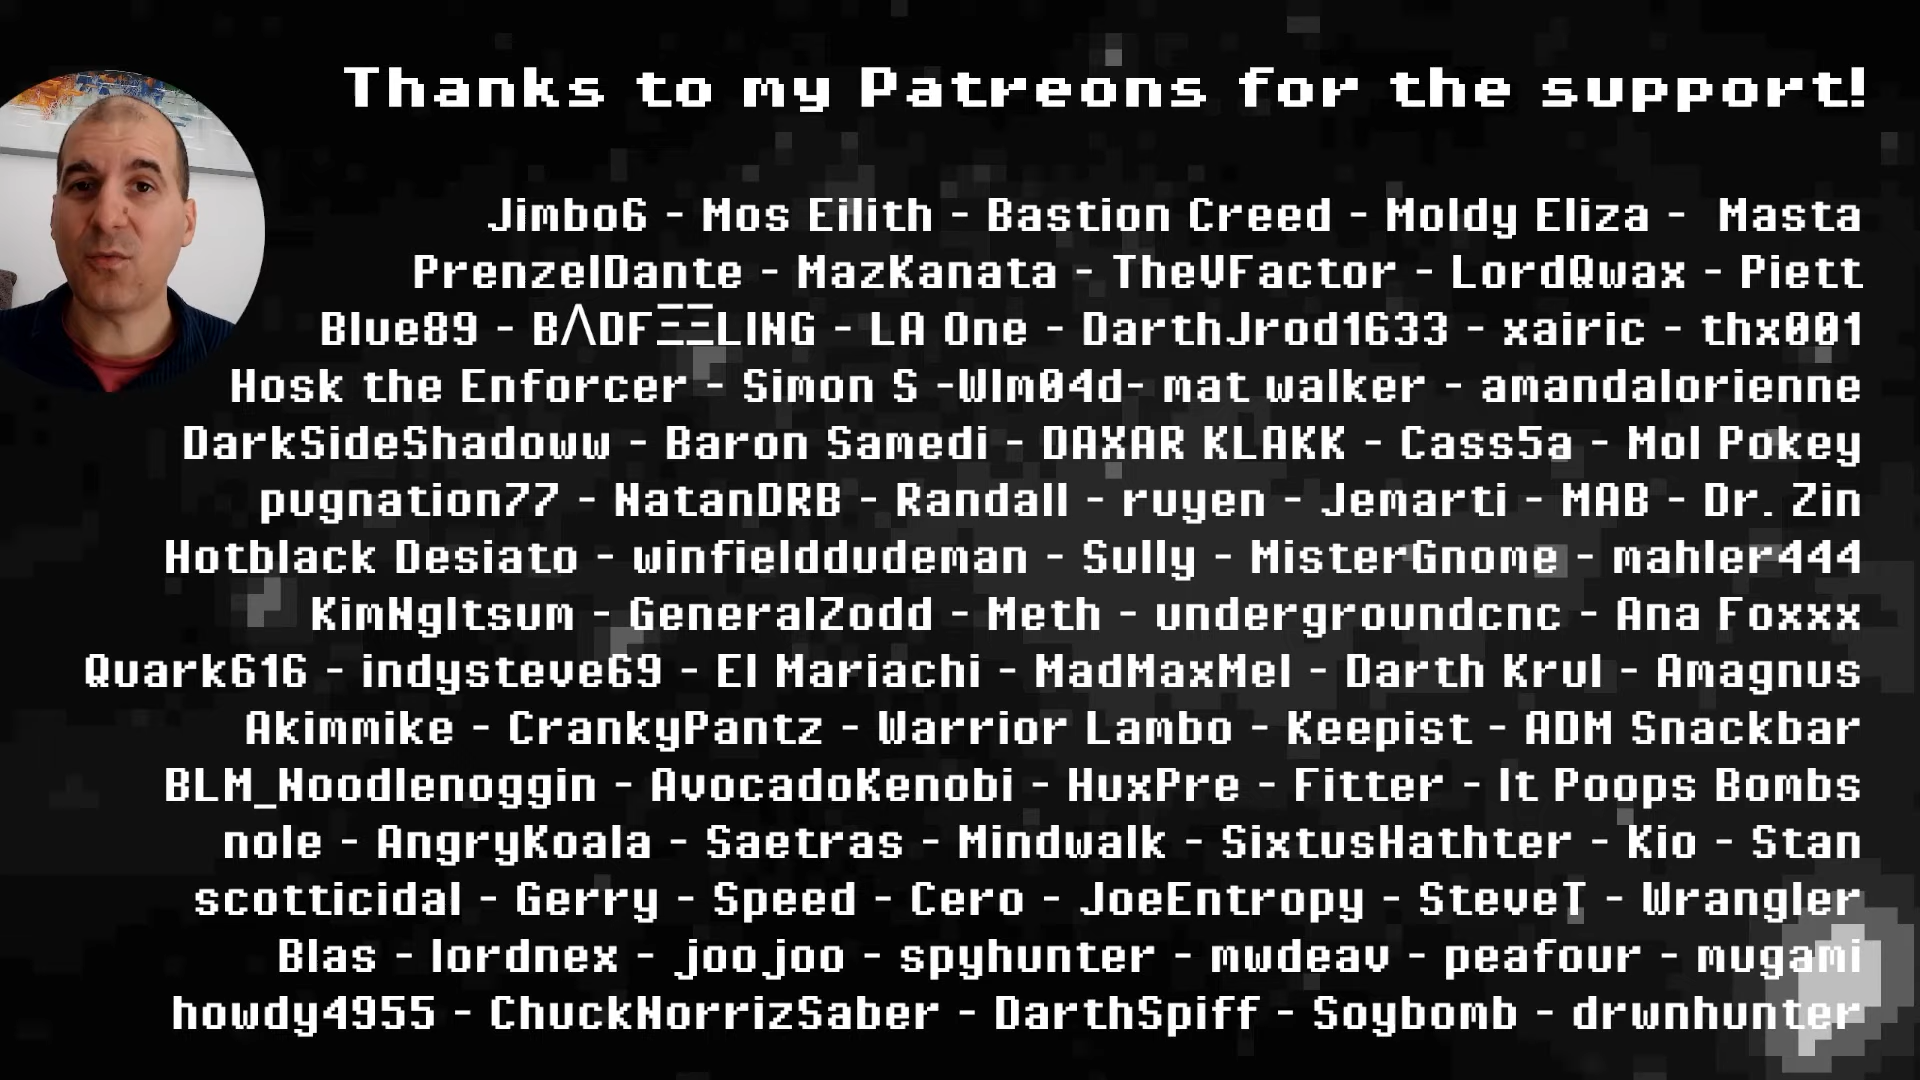 Thanks to my Patreons for the support!
Jimbo6 - Mos Eilith - Bastion Creed - Moldy Eliza - Masta
PrenzelDante - MazKanata - TheVFactor - LordQwax - Piett
Blue89 - BΛDFΞΞLING - LA One - DarthJrod1633 - xairic - thx001
Hosk the Enforcer - Simon S -Wlm04d- mat walker - amandalorienne
DarkSideShadoww - Baron Samedi - DAXAR KLAKK - Cass5a - Mol Pokey
pugnation77 - NatanDRB - Randall - ruyen - Jemarti - MAB - Dr. Zin
Hotblack Desiato - winfielddudeman - Sully - MisterGnome - mahler444
KimNgItsum - GeneralZodd - Meth - undergroundcnc - Ana Foxxx
Quark616 - indysteve69 - El Mariachi - MadMaxMel - Darth Krul - Amagnus
Akimmike - CrankyPantz - Warrior Lambo - Keepist - ADM Snackbar
BLM_Noodlenoggin - AvocadoKenobi - HuxPre - Fitter - It Poops Bombs
nole - AngryKoala - Saetras - Mindwalk - SixtusHathter - Kio - Stan
scotticidal - Gerry - Speed - Cero - JoeEntropy - SteveT - Wrangler
Blas - lordnex - joojoo - spyhunter - mwdeav - peafour - mugami
howdy4955 - ChuckNorrizSaber - DarthSpiff - Soybomb - drwnhunter